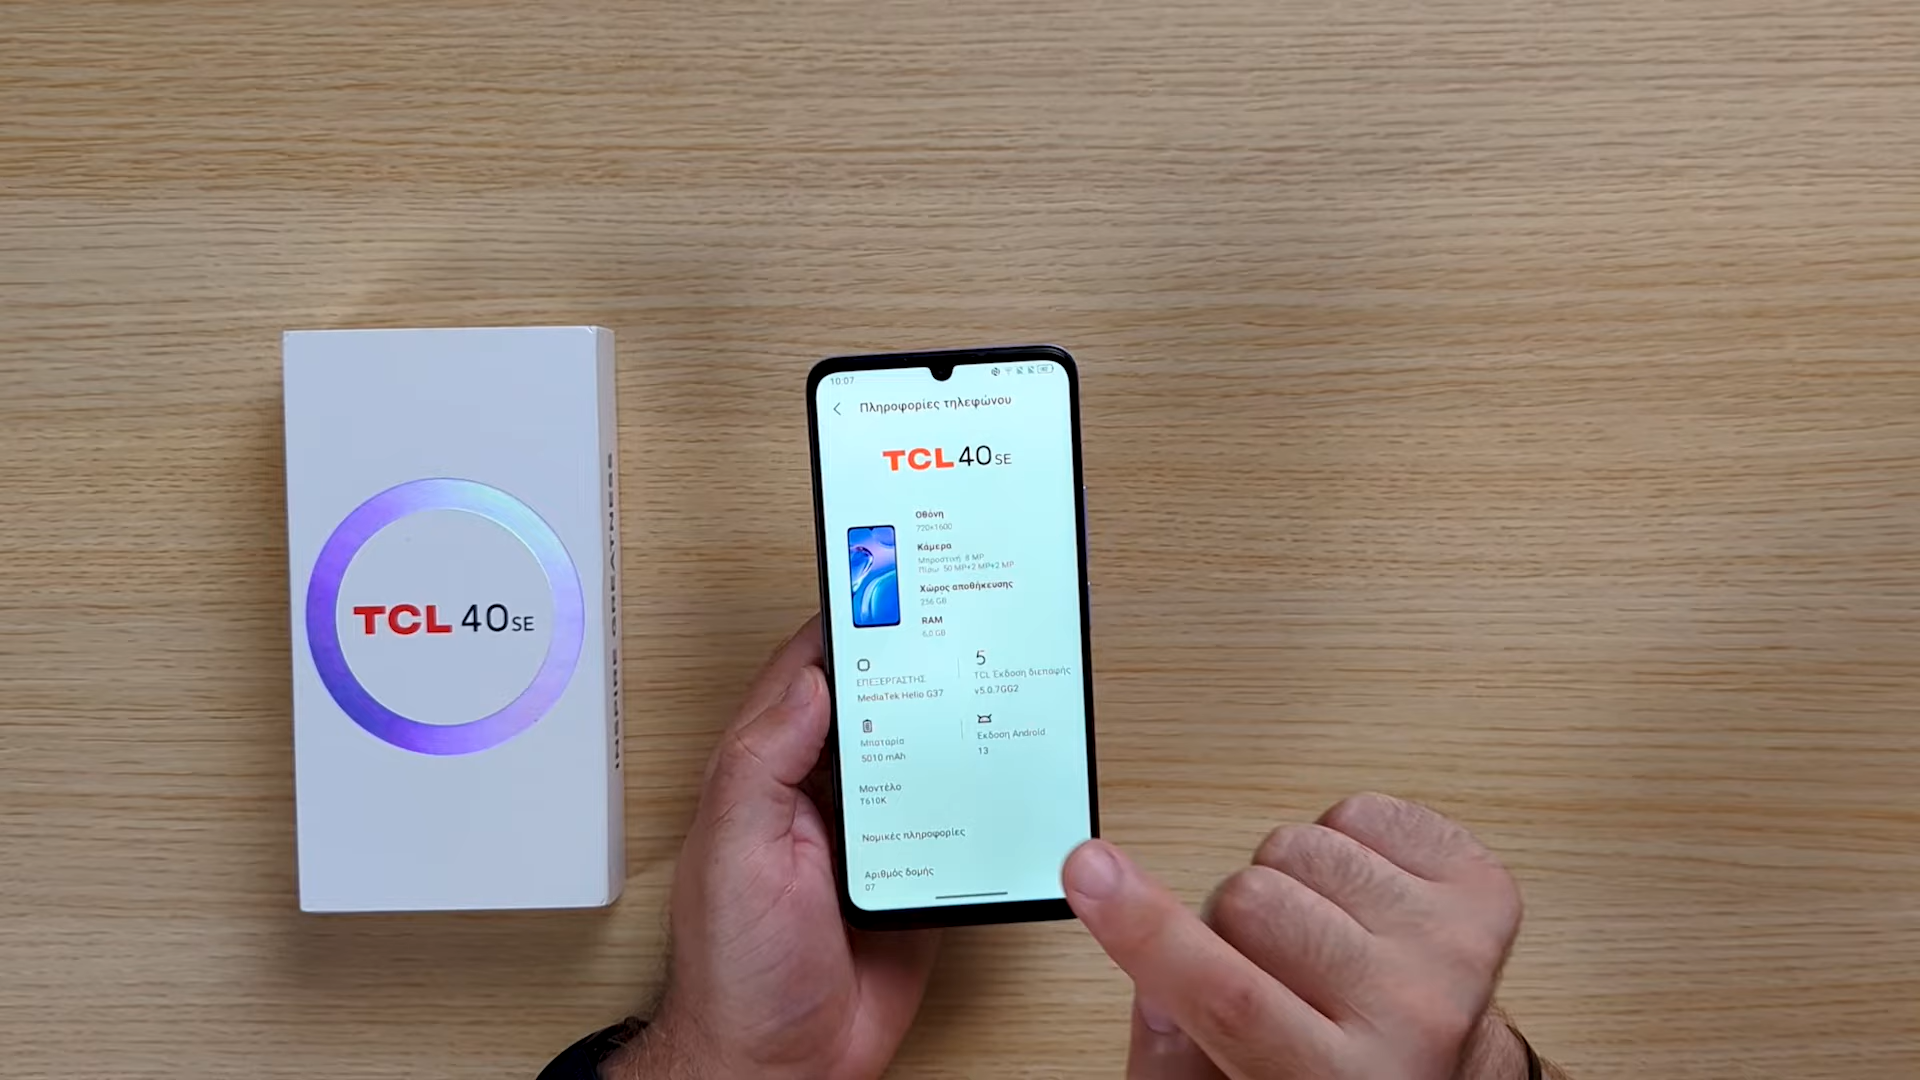 TCL 40 SE
INSPIRE GREATNESS
10:07
Πληροφορίες τηλεφώνου
TCL 40 SE
Οθόνη
720×1600
Κάμερα
Μπροστινή: 8 MP
Πίσω: 50 MP+2 MP+2 MP
Χώρος αποθήκευσης
256 GB
RAM
6,0 GB
ΕΠΕΞΕΡΓΑΣΤΗΣ
MediaTek Helio G37
5
TCL Έκδοση διεπαφής
v5.0.7GG2
Μπαταρία
5010 mAh
Έκδοση Android
13
Μοντέλο
T610K
Νομικές πληροφορίες
Αριθμός δομής
07